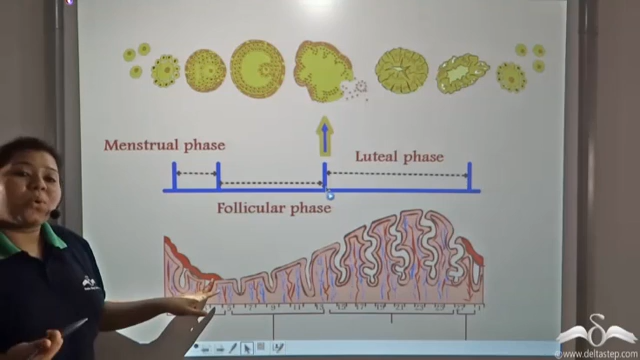 Menstrual phase
Luteal phase
Follicular phase
@www.deltastep.com